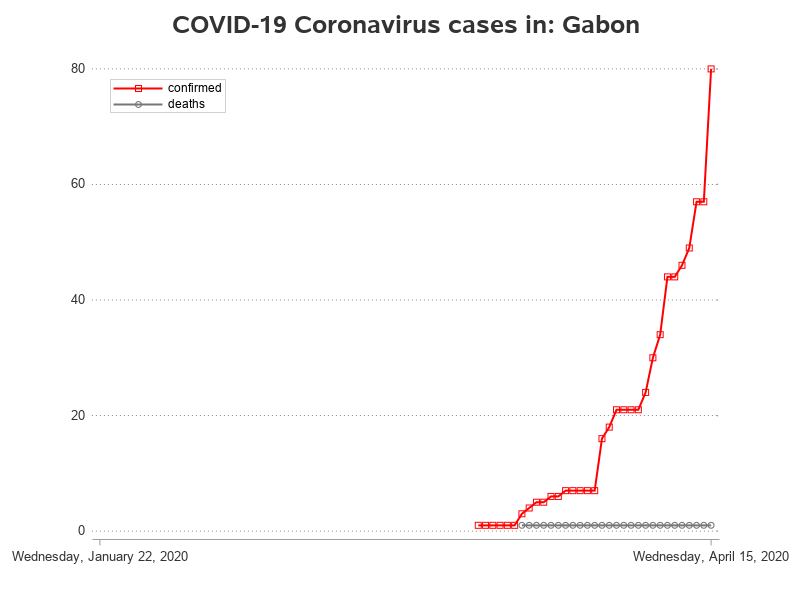 COVID-19 Coronavirus cases in: Gabon
80
confirmed
deaths
60
40
20
0
Wednesday, January 22, 2020 Wednesday, April 15, 2020